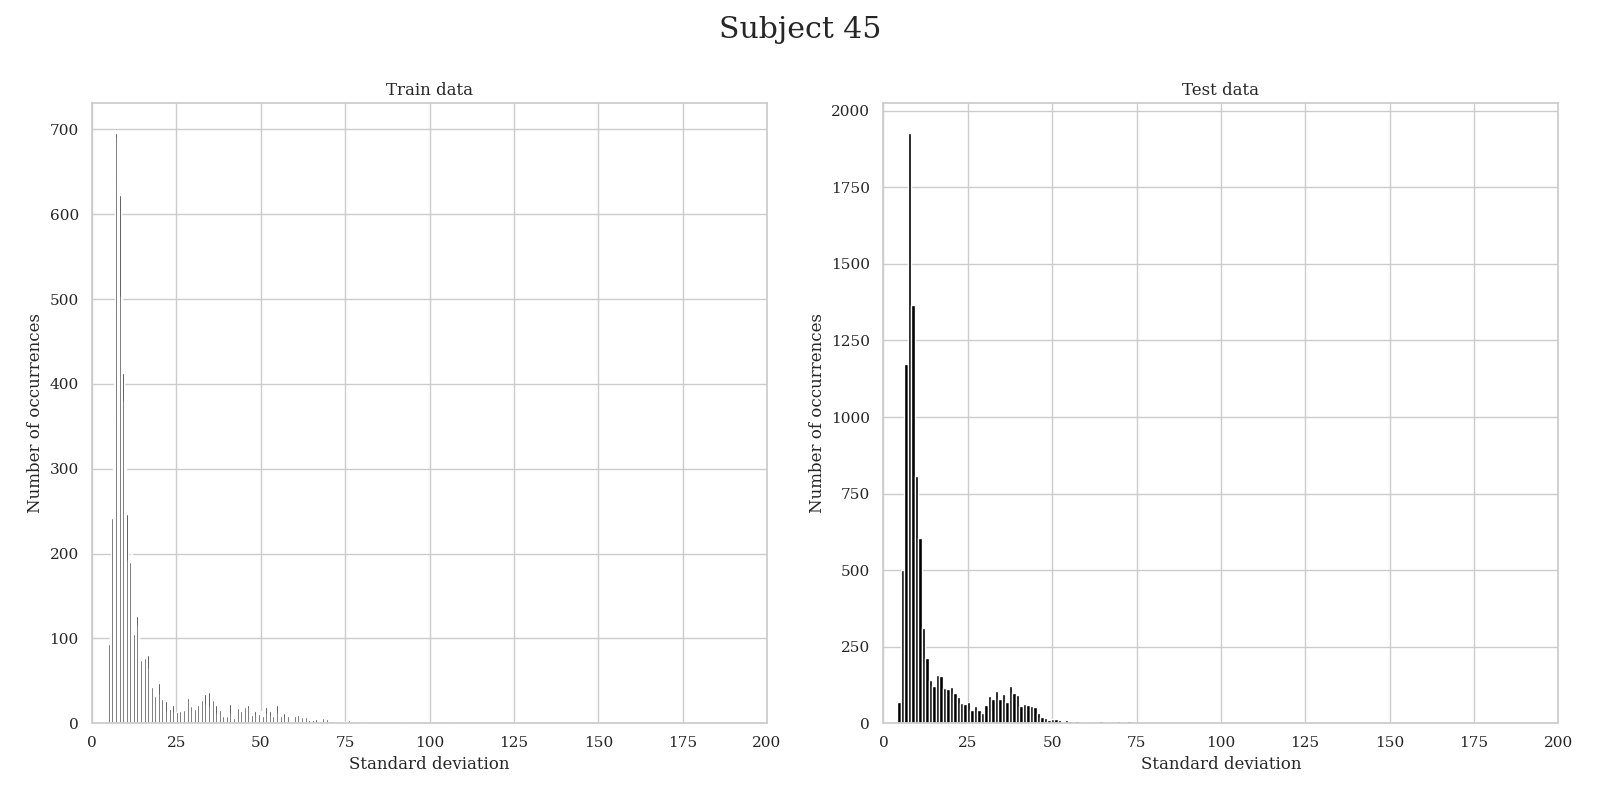 Subject 45
Train data
Number of occurrences
700
600
500
400
300
200
100
0
0 25 50 75 100 125 150 175 200
Standard deviation
Test data
Number of occurrences
2000
1750
1500
1250
1000
750
500
250
0
0 25 50 75 100 125 150 175 200
Standard deviation